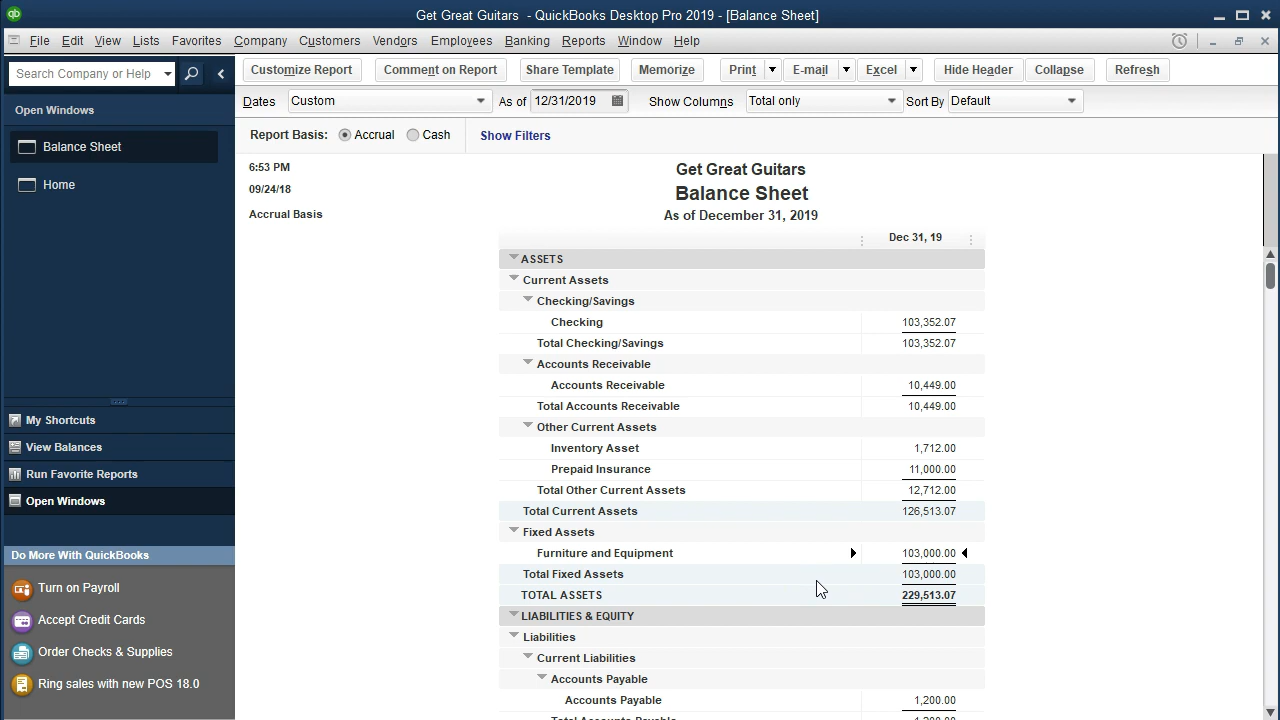 Get Great Guitars - QuickBooks Desktop Pro 2019 - [Balance Sheet]
File Edit View Lists Favorites Company Customers Vendors Employees Banking Reports Window Help
Search Company or Help
Customize Report Comment on Report Share Template Memorize Print E-mail Excel Hide Header Collapse Refresh
Dates Custom As of 12/31/2019 Show Columns Total only Sort By Default
Report Basis: Accrual Cash Show Filters
Open Windows
Balance Sheet
Home
My Shortcuts
View Balances
Run Favorite Reports
Open Windows
Do More With QuickBooks
Turn on Payroll
Accept Credit Cards
Order Checks & Supplies
Ring sales with new POS 18.0
6:53 PM
09/24/18
Accrual Basis
Get Great Guitars
Balance Sheet
As of December 31, 2019
Dec 31, 19
ASSETS
Current Assets
Checking/Savings
Checking 103,352.07
Total Checking/Savings 103,352.07
Accounts Receivable
Accounts Receivable 10,449.00
Total Accounts Receivable 10,449.00
Other Current Assets
Inventory Asset 1,712.00
Prepaid Insurance 11,000.00
Total Other Current Assets 12,712.00
Total Current Assets 126,513.07
Fixed Assets
Furniture and Equipment 103,000.00
Total Fixed Assets 103,000.00
TOTAL ASSETS 229,513.07
LIABILITIES & EQUITY
Liabilities
Current Liabilities
Accounts Payable
Accounts Payable 1,200.00
Total Accounts Payable 1,200.00